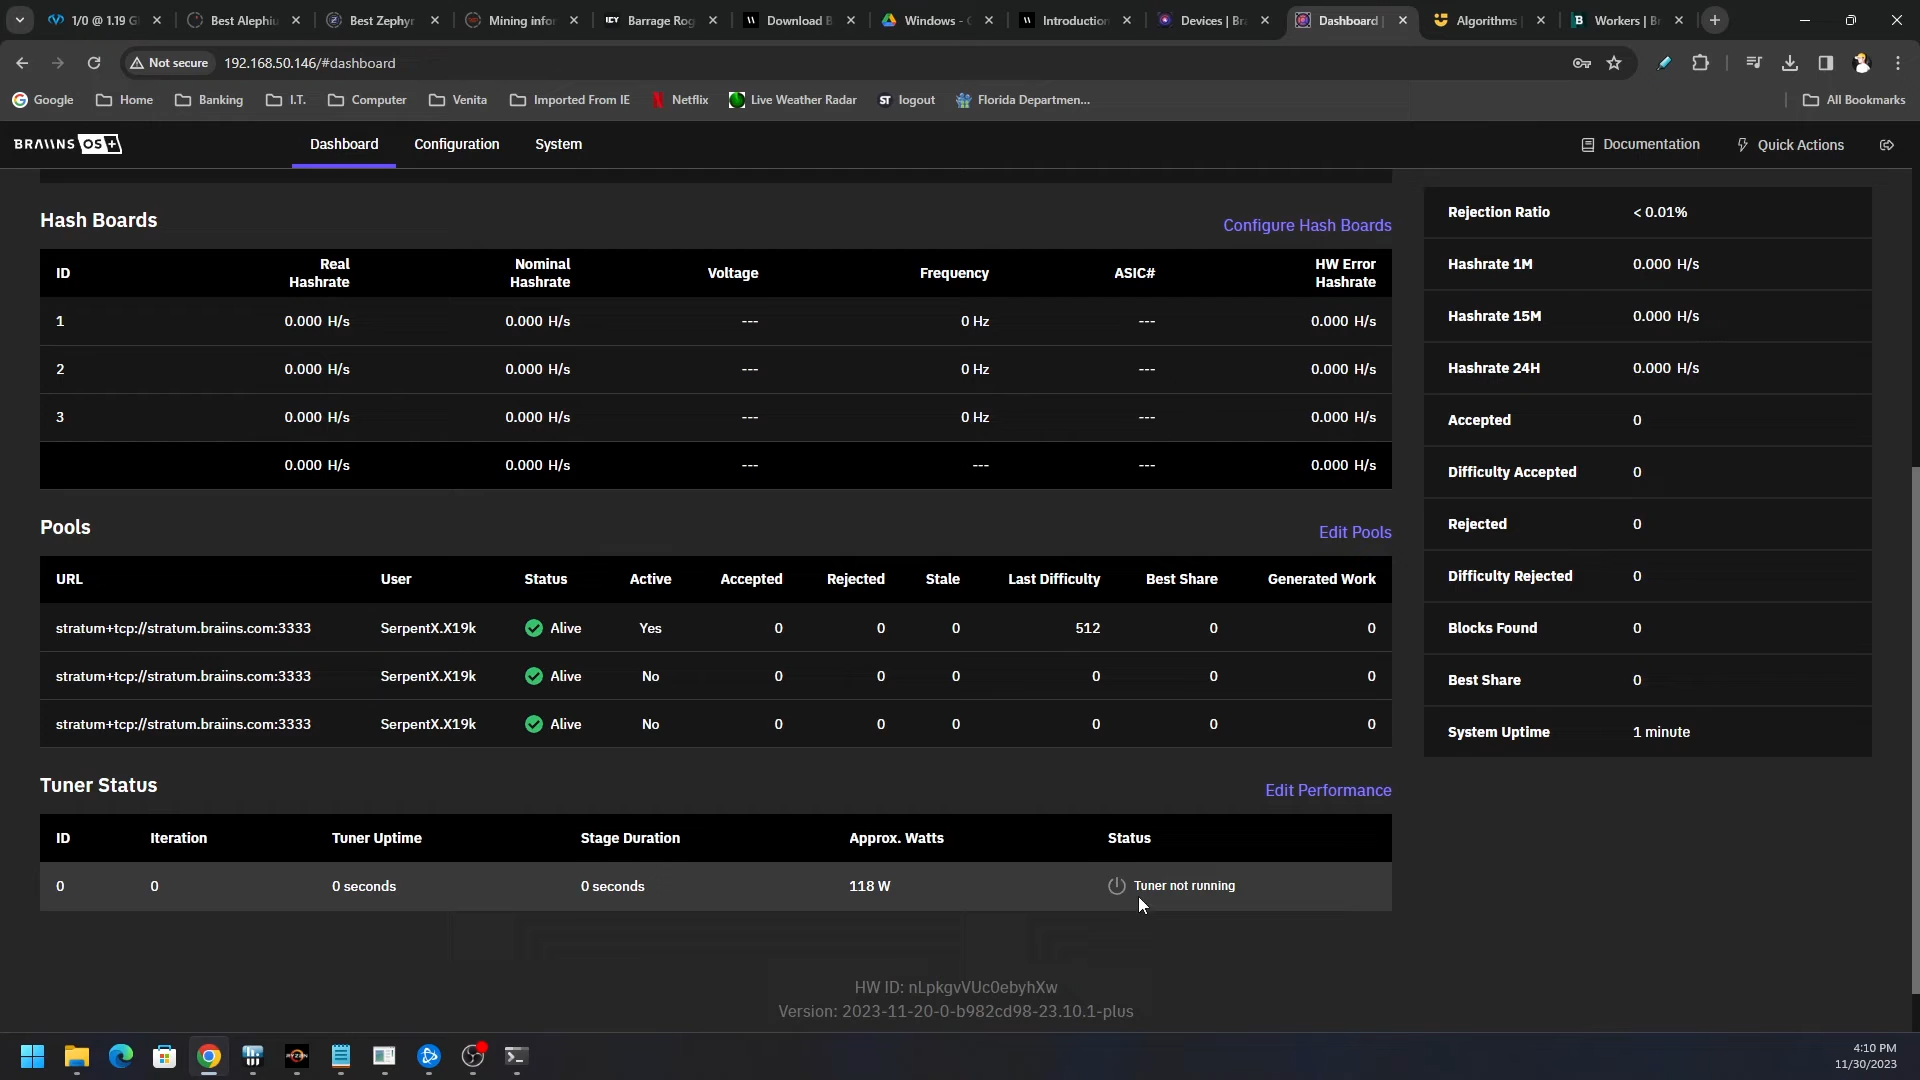 1/0 @ 1.19 G
Best Alephiu
Best Zephyr
Mining infor
ICY Barrage Rog
Download B
Windows - G
Introduction
Devices | Bra
Dashboard |
Algorithms
B Workers | Br
Not secure
192.168.50.146/#dashboard
Google
Home
Banking
I.T.
Computer
Venita
Imported From IE
Netflix
Live Weather Radar
ST logout
Florida Departmen...
All Bookmarks
BRAIINS OS+
Dashboard
Configuration
System
Documentation
Quick Actions
Hash Boards
Configure Hash Boards
ID Real Hashrate Nominal Hashrate Voltage Frequency ASIC# HW Error Hashrate
1 0.000 H/s 0.000 H/s --- 0 Hz --- 0.000 H/s
2 0.000 H/s 0.000 H/s --- 0 Hz --- 0.000 H/s
3 0.000 H/s 0.000 H/s --- 0 Hz --- 0.000 H/s
0.000 H/s 0.000 H/s --- --- --- 0.000 H/s
Pools
Edit Pools
URL User Status Active Accepted Rejected Stale Last Difficulty Best Share Generated Work
stratum+tcp://stratum.braiins.com:3333 SerpentX.X19k Alive Yes 0 0 0 512 0 0
stratum+tcp://stratum.braiins.com:3333 SerpentX.X19k Alive No 0 0 0 0 0 0
stratum+tcp://stratum.braiins.com:3333 SerpentX.X19k Alive No 0 0 0 0 0 0
Tuner Status
Edit Performance
ID Iteration Tuner Uptime Stage Duration Approx. Watts Status
0 0 0 seconds 0 seconds 118 W Tuner not running
Rejection Ratio < 0.01%
Hashrate 1M 0.000 H/s
Hashrate 15M 0.000 H/s
Hashrate 24H 0.000 H/s
Accepted 0
Difficulty Accepted 0
Rejected 0
Difficulty Rejected 0
Blocks Found 0
Best Share 0
System Uptime 1 minute
HW ID: nLpkgvVUc0ebyhXw
Version: 2023-11-20-0-b982cd98-23.10.1-plus
RYZEN
4:10 PM
11/30/2023